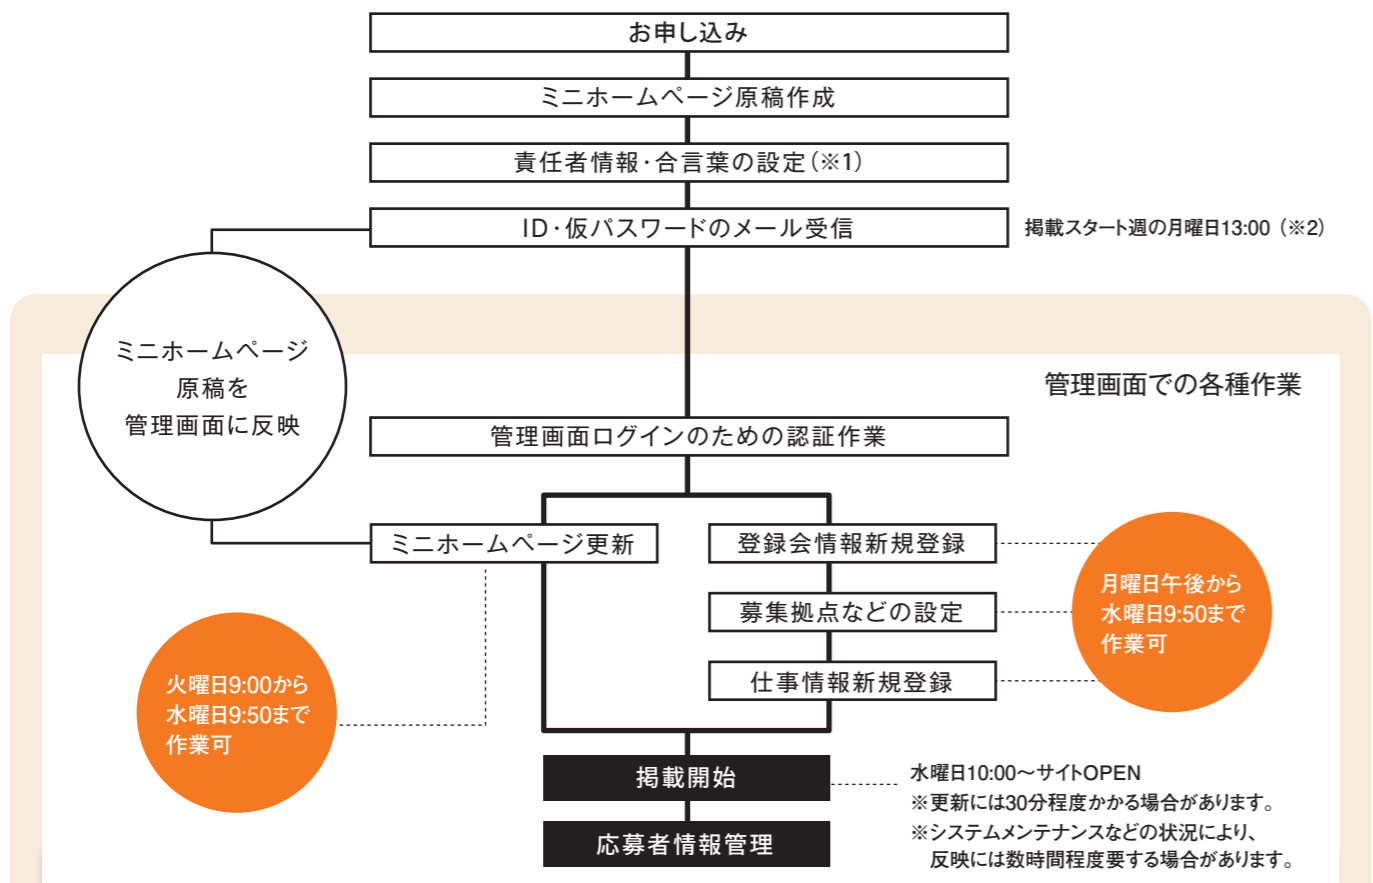 お申し込み
ミニホームページ原稿作成
責任者情報・合言葉の設定(※1)
ID・仮パスワードのメール受信
掲載スタート週の月曜日13:00（※2）
ミニホームページ
原稿を
管理画面に反映
管理画面での各種作業
管理画面ログインのための認証作業
ミニホームページ更新
登録会情報新規登録
募集拠点などの設定
仕事情報新規登録
月曜日午後から
水曜日9:50まで
作業可
火曜日9:00から
水曜日9:50まで
作業可
掲載開始
水曜日10:00〜サイトOPEN
※更新には30分程度かかる場合があります。
※システムメンテナンスなどの状況により、
反映には数時間程度要する場合があります。
応募者情報管理